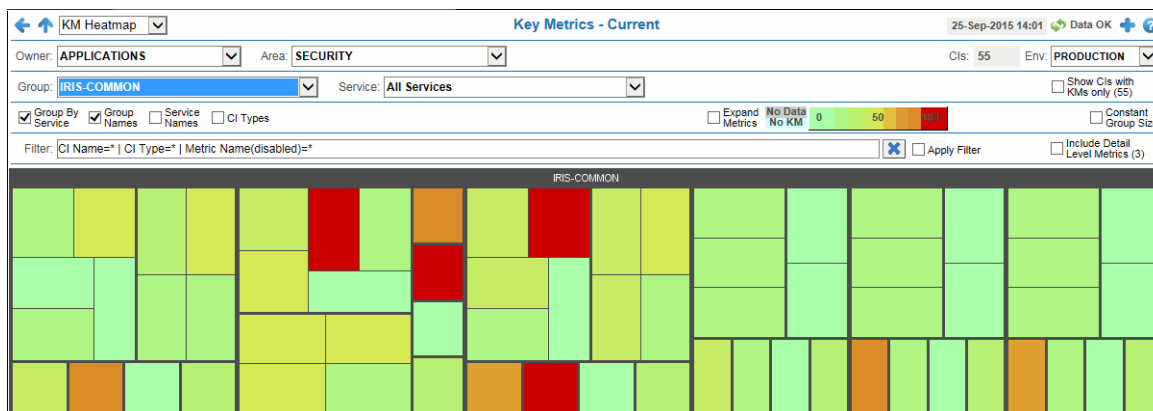 KM Heatmap Key Metrics - Current 25-Sep-2015 14:01 Data OK
Owner: APPLICATIONS Area: SECURITY CIs: 55 Env: PRODUCTION
Group: IRIS-COMMON Service: All Services Show CIs with KMs only (55)
Group By Service Group Names Service Names CI Types Expand Metrics No Data No KM 0 50 100 Constant Group Siz
Filter: CI Name=* | CI Type=* | Metric Name(disabled)=* Apply Filter Include Detail Level Metrics (3)
IRIS-COMMON